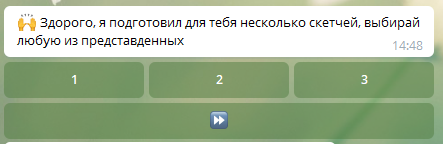 🙌 Здорого, я подготовил для тебя несколько скетчей, выбирай
любую из представденных
14:48
1 2 3
⏩